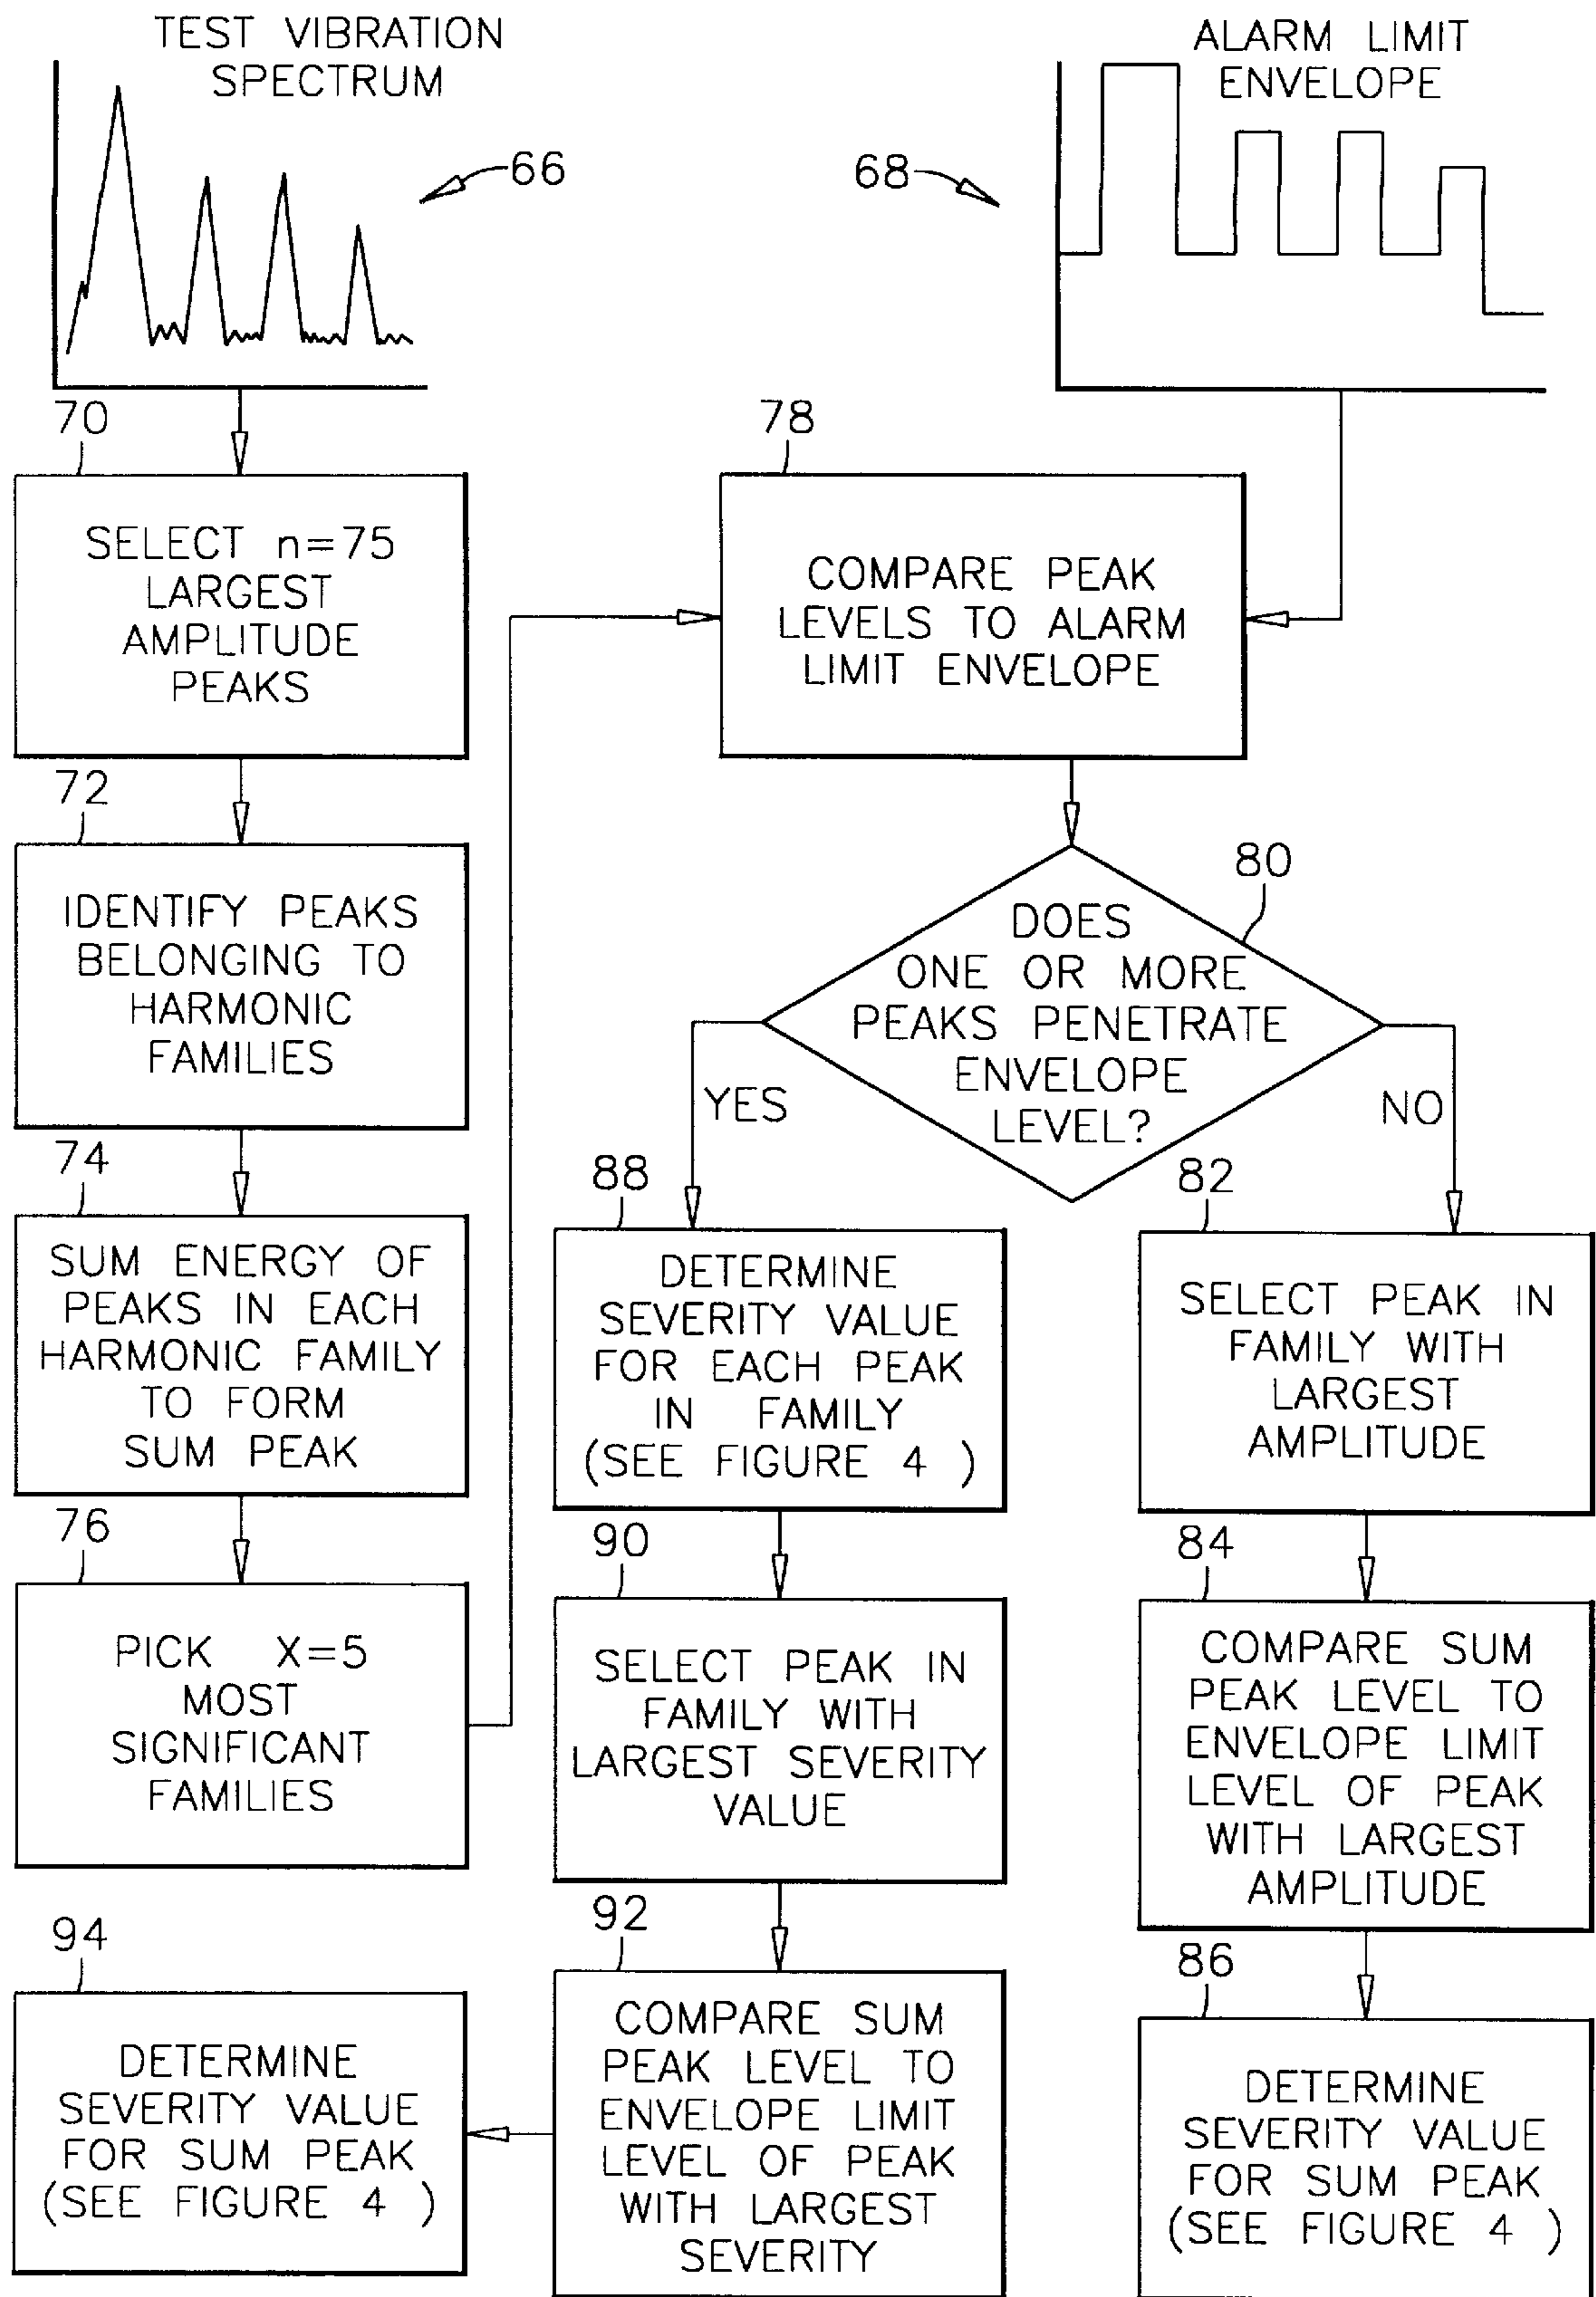 TEST VIBRATION
SPECTRUM
66
ALARM LIMIT
ENVELOPE
68
70
SELECT n=75
LARGEST
AMPLITUDE
PEAKS
72
IDENTIFY PEAKS
BELONGING TO
HARMONIC
FAMILIES
74
SUM ENERGY OF
PEAKS IN EACH
HARMONIC FAMILY
TO FORM
SUM PEAK
76
PICK X=5
MOST
SIGNIFICANT
FAMILIES
78
COMPARE PEAK
LEVELS TO ALARM
LIMIT ENVELOPE
80
DOES
ONE OR MORE
PEAKS PENETRATE
ENVELOPE
LEVEL?
YES
NO
88
DETERMINE
SEVERITY VALUE
FOR EACH PEAK
IN FAMILY
(SEE FIGURE 4 )
90
SELECT PEAK IN
FAMILY WITH
LARGEST SEVERITY
VALUE
92
COMPARE SUM
PEAK LEVEL TO
ENVELOPE LIMIT
LEVEL OF PEAK
WITH LARGEST
SEVERITY
94
DETERMINE
SEVERITY VALUE
FOR SUM PEAK
(SEE FIGURE 4 )
82
SELECT PEAK IN
FAMILY WITH
LARGEST
AMPLITUDE
84
COMPARE SUM
PEAK LEVEL TO
ENVELOPE LIMIT
LEVEL OF PEAK
WITH LARGEST
AMPLITUDE
86
DETERMINE
SEVERITY VALUE
FOR SUM PEAK
(SEE FIGURE 4 )